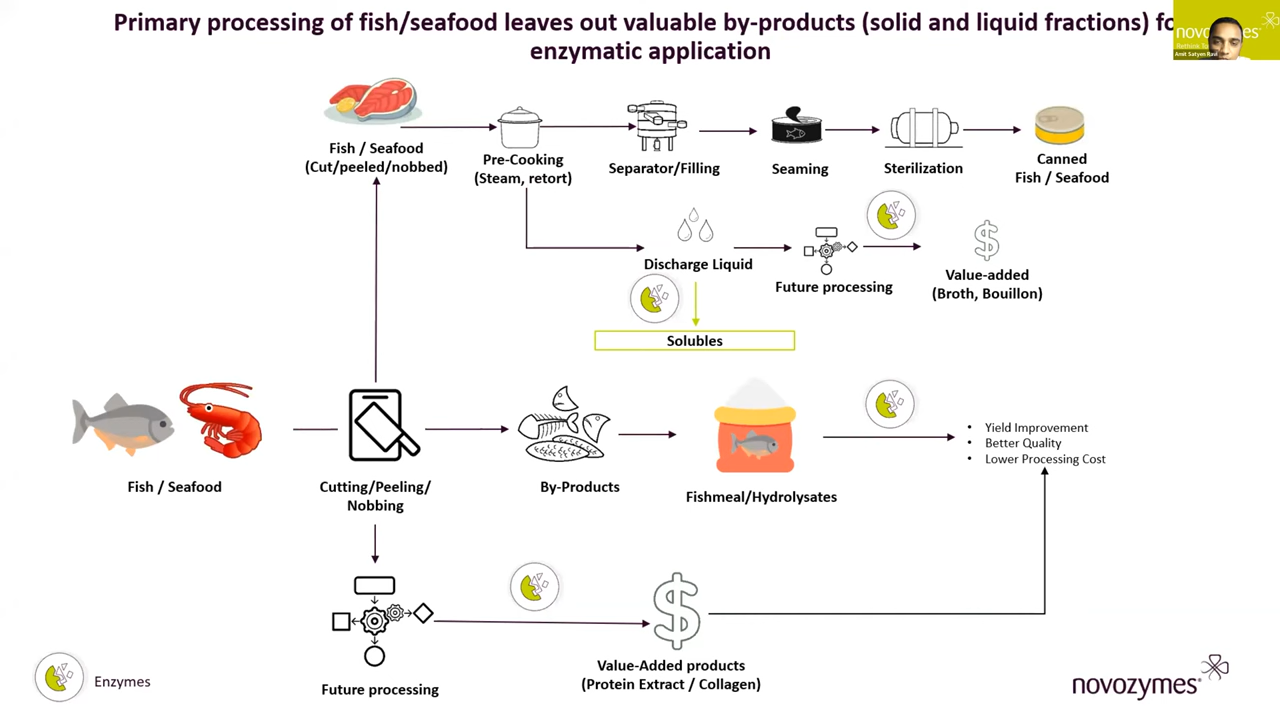 Primary processing of fish/seafood leaves out valuable by-products (solid and liquid fractions) fo
enzymatic application
Amit Satyen Ravi
Fish / Seafood
(Cut/peeled/nobbed)
Pre-Cooking
(Steam, retort)
Separator/Filling
Seaming
Sterilization
Canned
Fish / Seafood
Discharge Liquid
Future processing
Value-added
(Broth, Bouillon)
Solubles
Fish / Seafood
Cutting/Peeling/
Nobbing
By-Products
Fishmeal/Hydrolysates
• Yield Improvement
• Better Quality
• Lower Processing Cost
Future processing
Value-Added products
(Protein Extract / Collagen)
Enzymes
novozymes